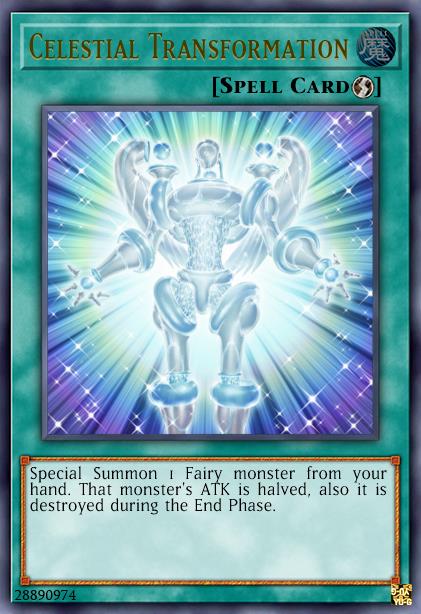 Celestial Transformation 魔
[Spell Card]
Special Summon 1 Fairy monster from your
hand. That monster's ATK is halved, also it is
destroyed during the End Phase.
28890974